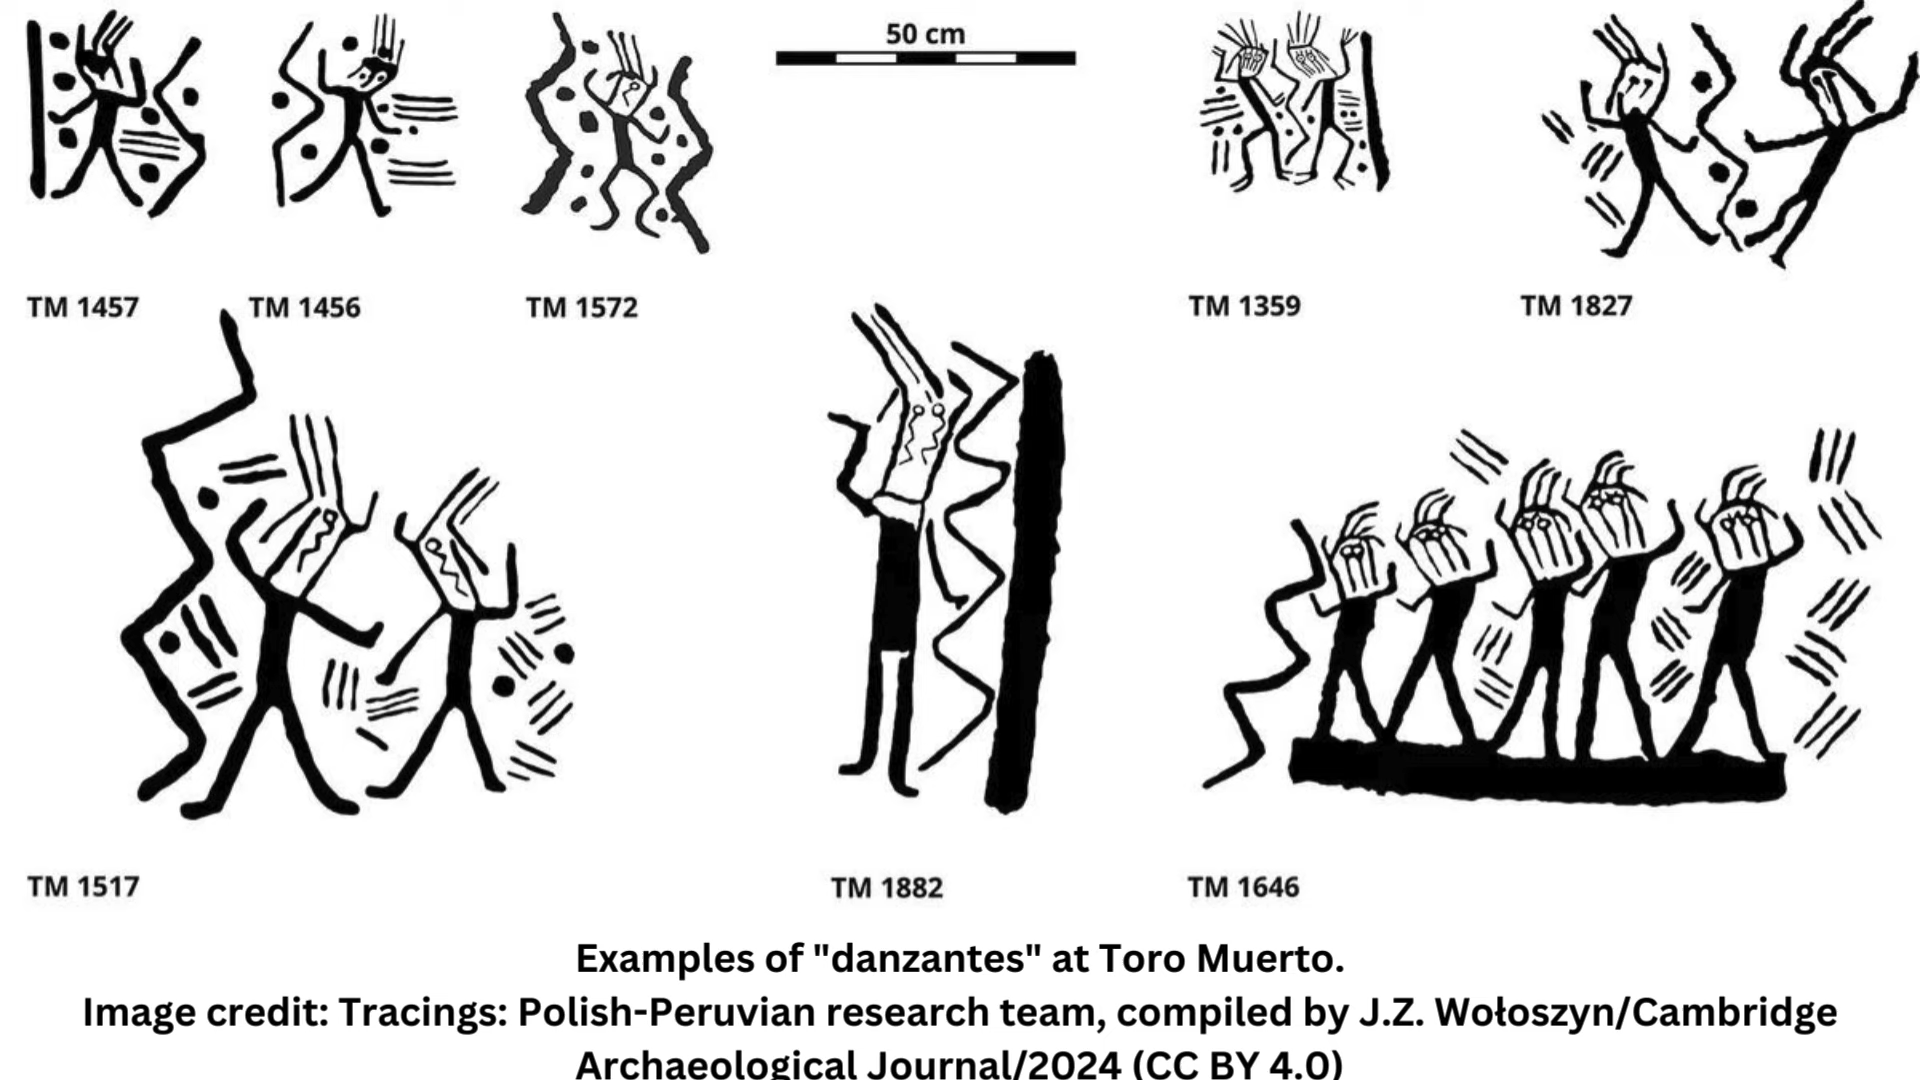 50 cm
TM 1457
TM 1456
TM 1572
TM 1359
TM 1827
TM 1517
TM 1882
TM 1646
Examples of "danzantes" at Toro Muerto.
Image credit: Tracings: Polish-Peruvian research team, compiled by J.Z. Wołoszyn/Cambridge
Archaeological Journal/2024 (CC BY 4.0)